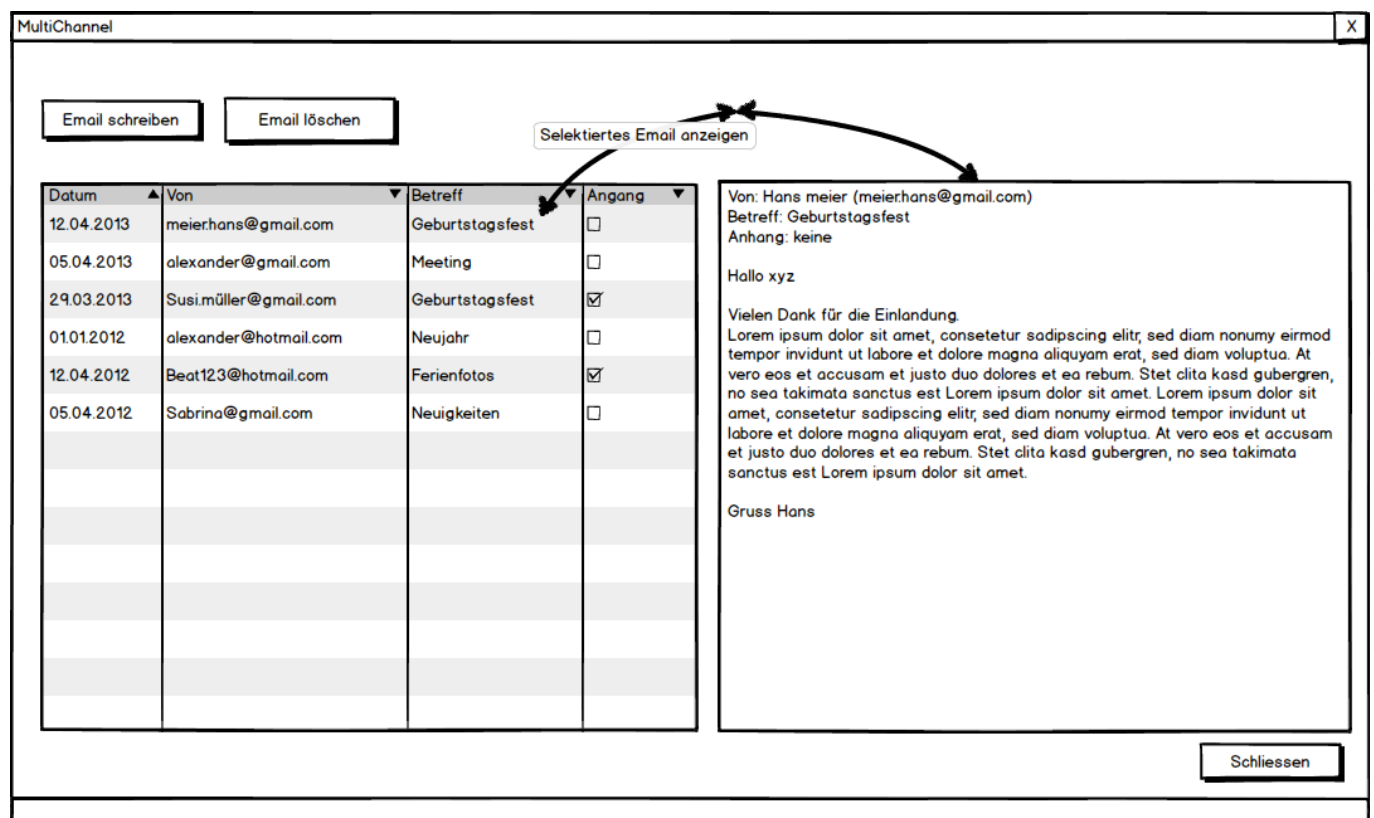 MultiChannel X
Email schreiben Email löschen
Selektiertes Email anzeigen
Datum Von Betreff Angang
12.04.2013 meier.hans@gmail.com Geburtstagsfest
05.04.2013 alexander@gmail.com Meeting
29.03.2013 Susi.müller@gmail.com Geburtstagsfest
01.01.2012 alexander@hotmail.com Neujahr
12.04.2012 Beat123@hotmail.com Ferienfotos
05.04.2012 Sabrina@gmail.com Neuigkeiten
Von: Hans meier (meier.hans@gmail.com)
Betreff: Geburtstagsfest
Anhang: keine
Hallo xyz
Vielen Dank für die Einlandung.
Lorem ipsum dolor sit amet, consetetur sadipscing elitr, sed diam nonumy eirmod
tempor invidunt ut labore et dolore magna aliquyam erat, sed diam voluptua. At
vero eos et accusam et justo duo dolores et ea rebum. Stet clita kasd gubergren,
no sea takimata sanctus est Lorem ipsum dolor sit amet. Lorem ipsum dolor sit
amet, consetetur sadipscing elitr, sed diam nonumy eirmod tempor invidunt ut
labore et dolore magna aliquyam erat, sed diam voluptua. At vero eos et accusam
et justo duo dolores et ea rebum. Stet clita kasd gubergren, no sea takimata
sanctus est Lorem ipsum dolor sit amet.
Gruss Hans
Schliessen